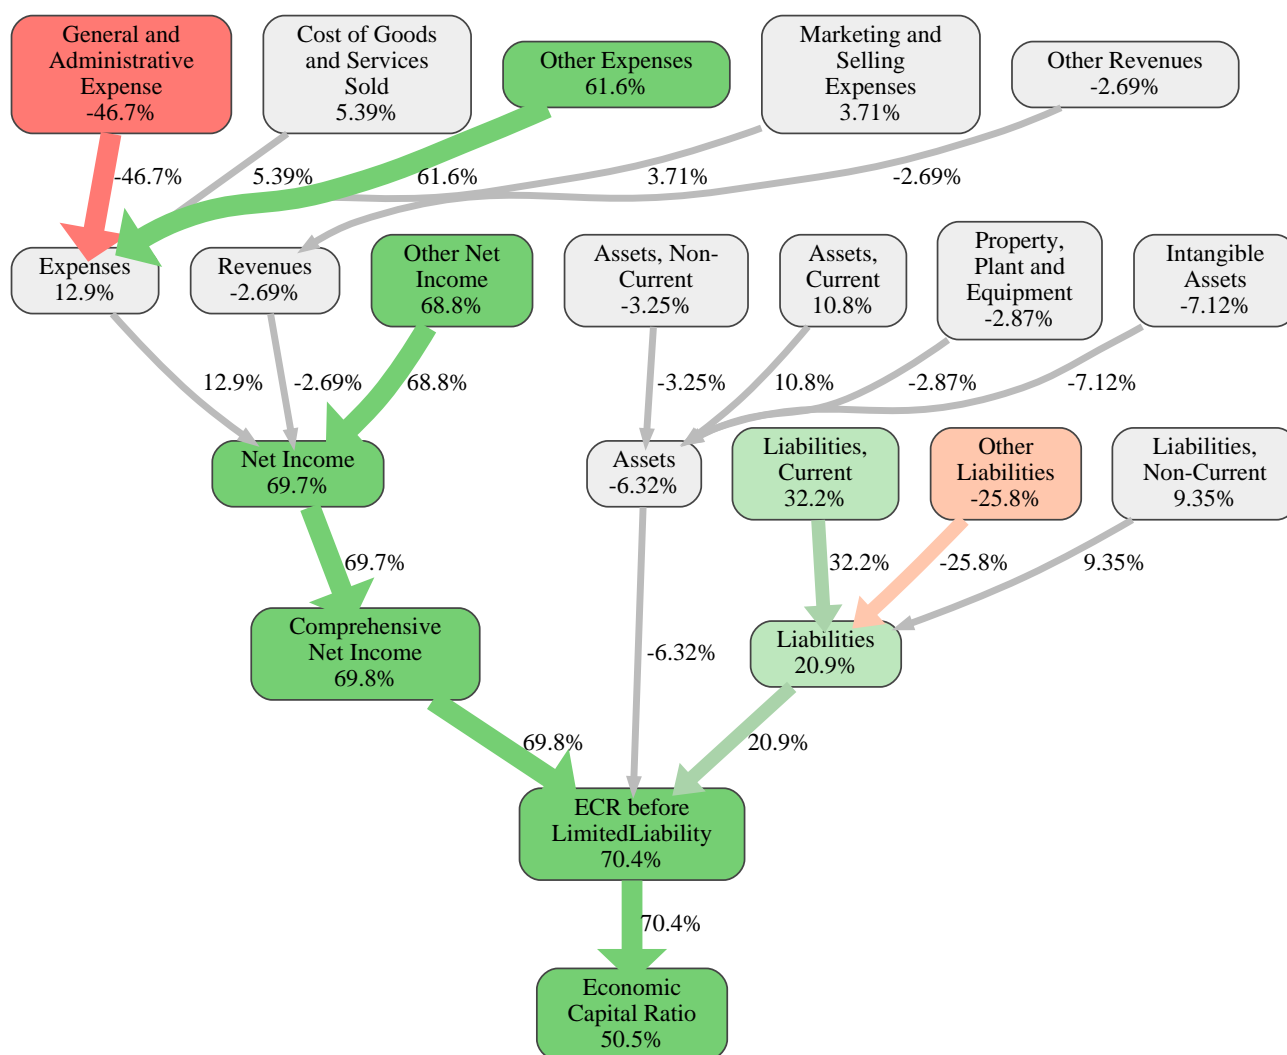 General and
Administrative
Expense
-46.7%
Cost of Goods
and Services
Sold
5.39%
Other Expenses
61.6%
Marketing and
Selling
Expenses
3.71%
Other Revenues
-2.69%
-46.7%
5.39%
61.6%
3.71%
-2.69%
Expenses
12.9%
Revenues
-2.69%
Other Net
Income
68.8%
Assets, Non-
Current
-3.25%
Assets,
Current
10.8%
Property,
Plant and
Equipment
-2.87%
Intangible
Assets
-7.12%
12.9%
-2.69%
68.8%
-3.25%
10.8%
-2.87%
-7.12%
Net Income
69.7%
Assets
-6.32%
Liabilities,
Current
32.2%
Other
Liabilities
-25.8%
Liabilities,
Non-Current
9.35%
69.7%
32.2%
-25.8%
9.35%
Comprehensive
Net Income
69.8%
-6.32%
Liabilities
20.9%
69.8%
20.9%
ECR before
LimitedLiability
70.4%
70.4%
Economic
Capital Ratio
50.5%